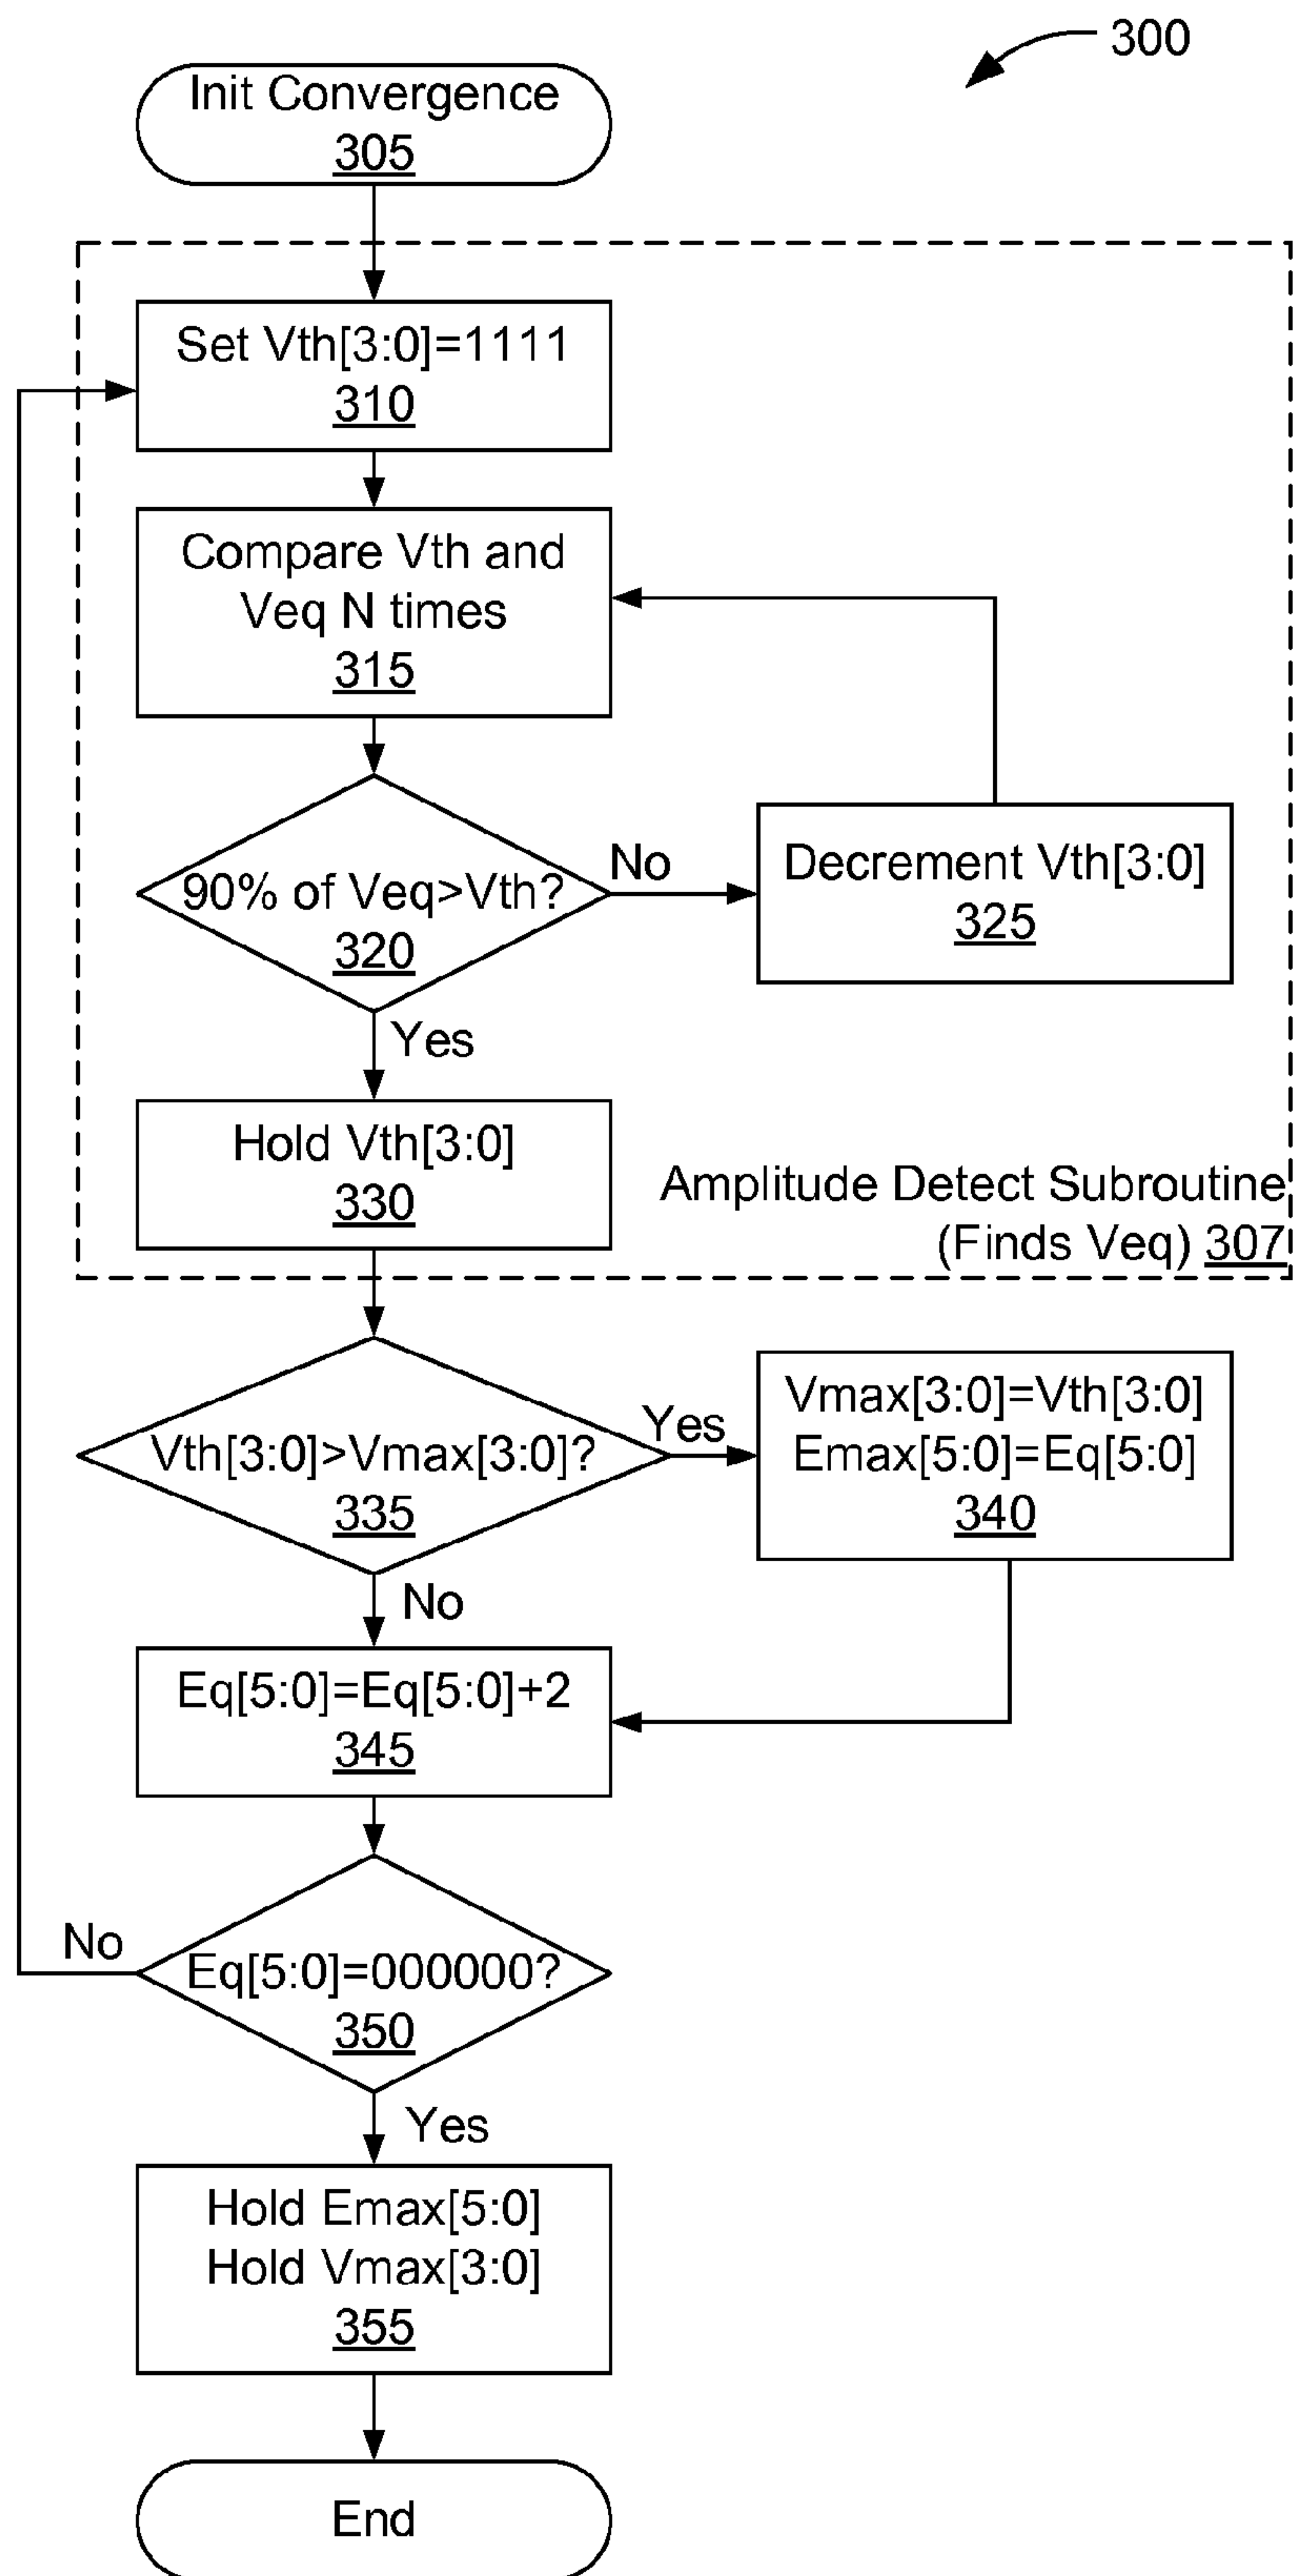 300
Init Convergence
305
Set Vth[3:0]=1111
310
Compare Vth and
Veq N times
315
90% of Veq>Vth?
320
No
Decrement Vth[3:0]
325
Yes
Hold Vth[3:0]
330
Amplitude Detect Subroutine
(Finds Veq) 307
Vth[3:0]>Vmax[3:0]?
335
Yes
Vmax[3:0]=Vth[3:0]
Emax[5:0]=Eq[5:0]
340
No
Eq[5:0]=Eq[5:0]+2
345
No
Eq[5:0]=000000?
350
Yes
Hold Emax[5:0]
Hold Vmax[3:0]
355
End